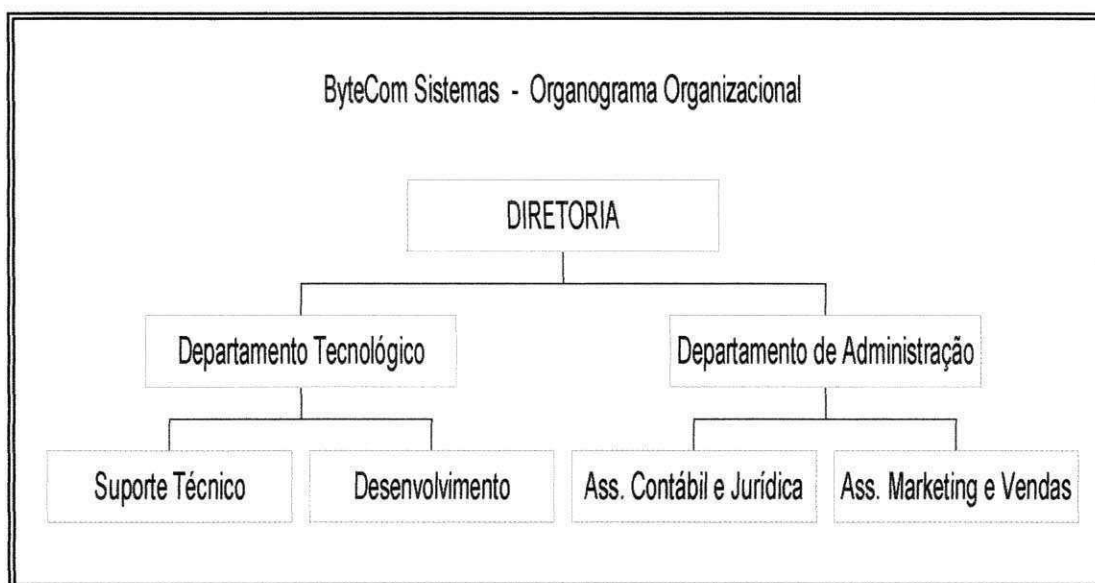 ByteCom Sistemas - Organograma Organizacional
DIRETORIA
Departamento Tecnológico
Departamento de Administração
Suporte Técnico
Desenvolvimento
Ass. Contábil e Jurídica
Ass. Marketing e Vendas